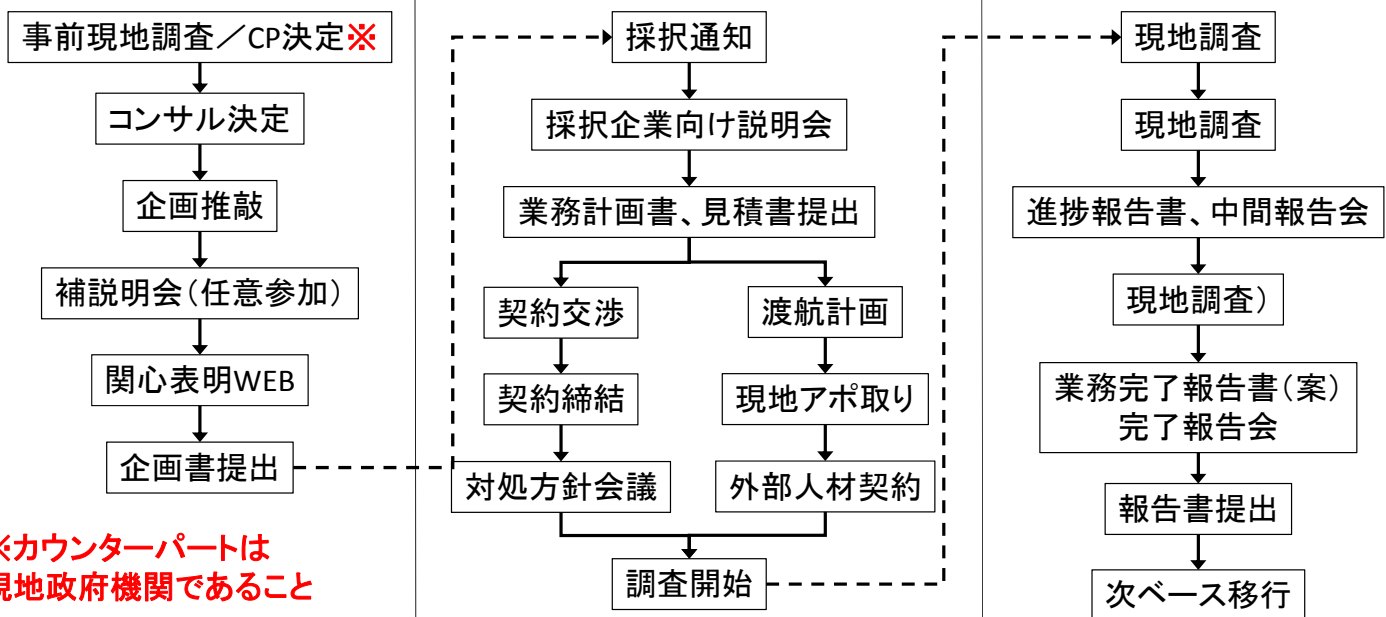 事前現地調査／CP決定※
コンサル決定
企画推敲
補説明会(任意参加)
関心表明WEB
企画書提出
※カウンターパートは
現地政府機関であること
採択通知
採択企業向け説明会
業務計画書、見積書提出
契約交渉
契約締結
対処方針会議
渡航計画
現地アポ取り
外部人材契約
調査開始
現地調査
現地調査
進捗報告書、中間報告会
現地調査)
業務完了報告書(案)
完了報告会
報告書提出
次ベース移行